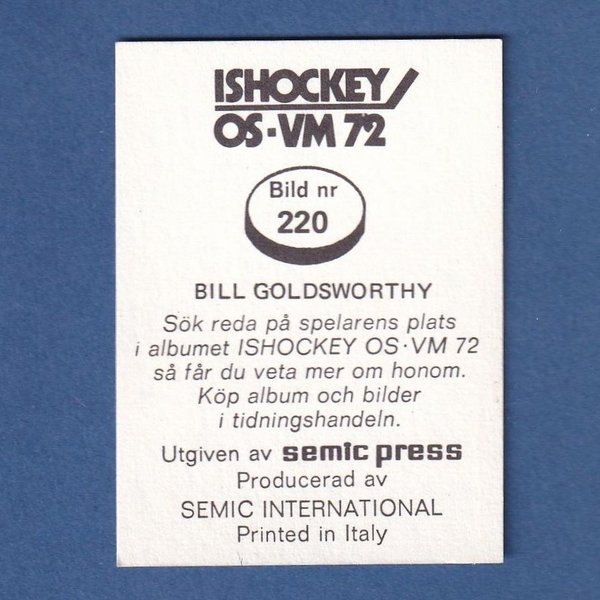 ISHOCKEY
OS·VM 72
Bild nr
220
BILL GOLDSWORTHY
Sök reda på spelarens plats
i albumet ISHOCKEY OS·VM 72
så får du veta mer om honom.
Köp album och bilder
i tidningshandeln.
Utgiven av semic press
Producerad av
SEMIC INTERNATIONAL
Printed in Italy